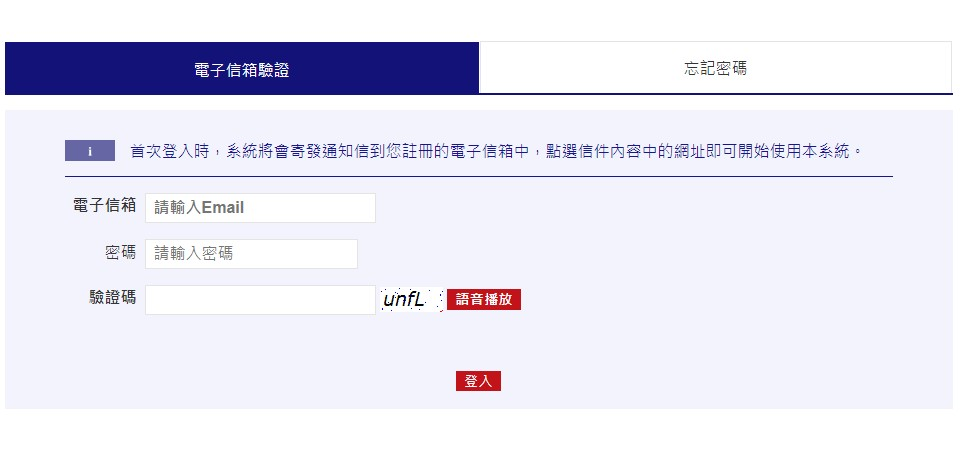 電子信箱驗證
忘記密碼
i
首次登入時，系統將會寄發通知信到您註冊的電子信箱中，點選信件內容中的網址即可開始使用本系統。
電子信箱 請輸入Email
密碼 請輸入密碼
驗證碼 unfL 語音播放
登入